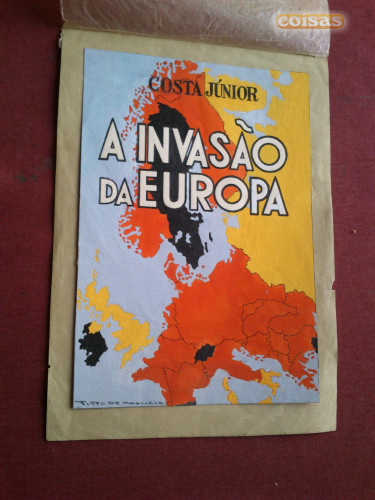 coisas
COSTA JÚNIOR
A INVASÃO
DA EUROPA